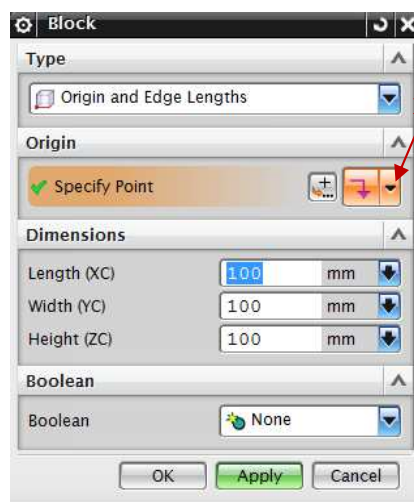 Block
Type
Origin and Edge Lengths
Origin
Specify Point
Dimensions
Length (XC) 100 mm
Width (YC) 100 mm
Height (ZC) 100 mm
Boolean
Boolean None
OK Apply Cancel